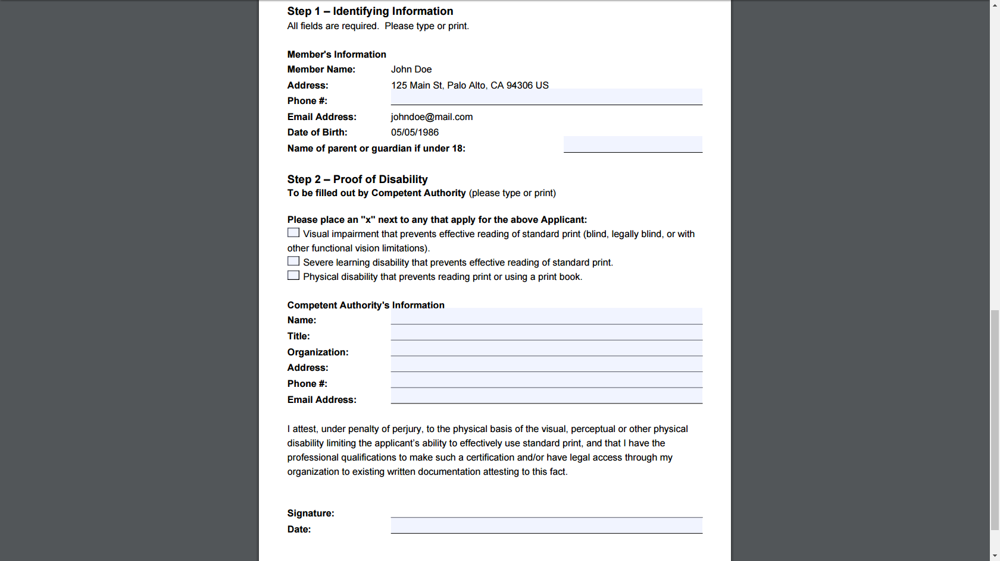 Step 1 – Identifying Information
All fields are required.  Please type or print.
Member's Information
Member Name: John Doe
Address: 125 Main St, Palo Alto, CA 94306 US
Phone #:
Email Address: johndoe@mail.com
Date of Birth: 05/05/1986
Name of parent or guardian if under 18:
Step 2 – Proof of Disability
To be filled out by Competent Authority (please type or print)
Please place an "x" next to any that apply for the above Applicant:
Visual impairment that prevents effective reading of standard print (blind, legally blind, or with
other functional vision limitations).
Severe learning disability that prevents effective reading of standard print.
Physical disability that prevents reading print or using a print book.
Competent Authority's Information
Name:
Title:
Organization:
Address:
Phone #:
Email Address:
I attest, under penalty of perjury, to the physical basis of the visual, perceptual or other physical
disability limiting the applicant’s ability to effectively use standard print, and that I have the
professional qualifications to make such a certification and/or have legal access through my
organization to existing written documentation attesting to this fact.
Signature:
Date: